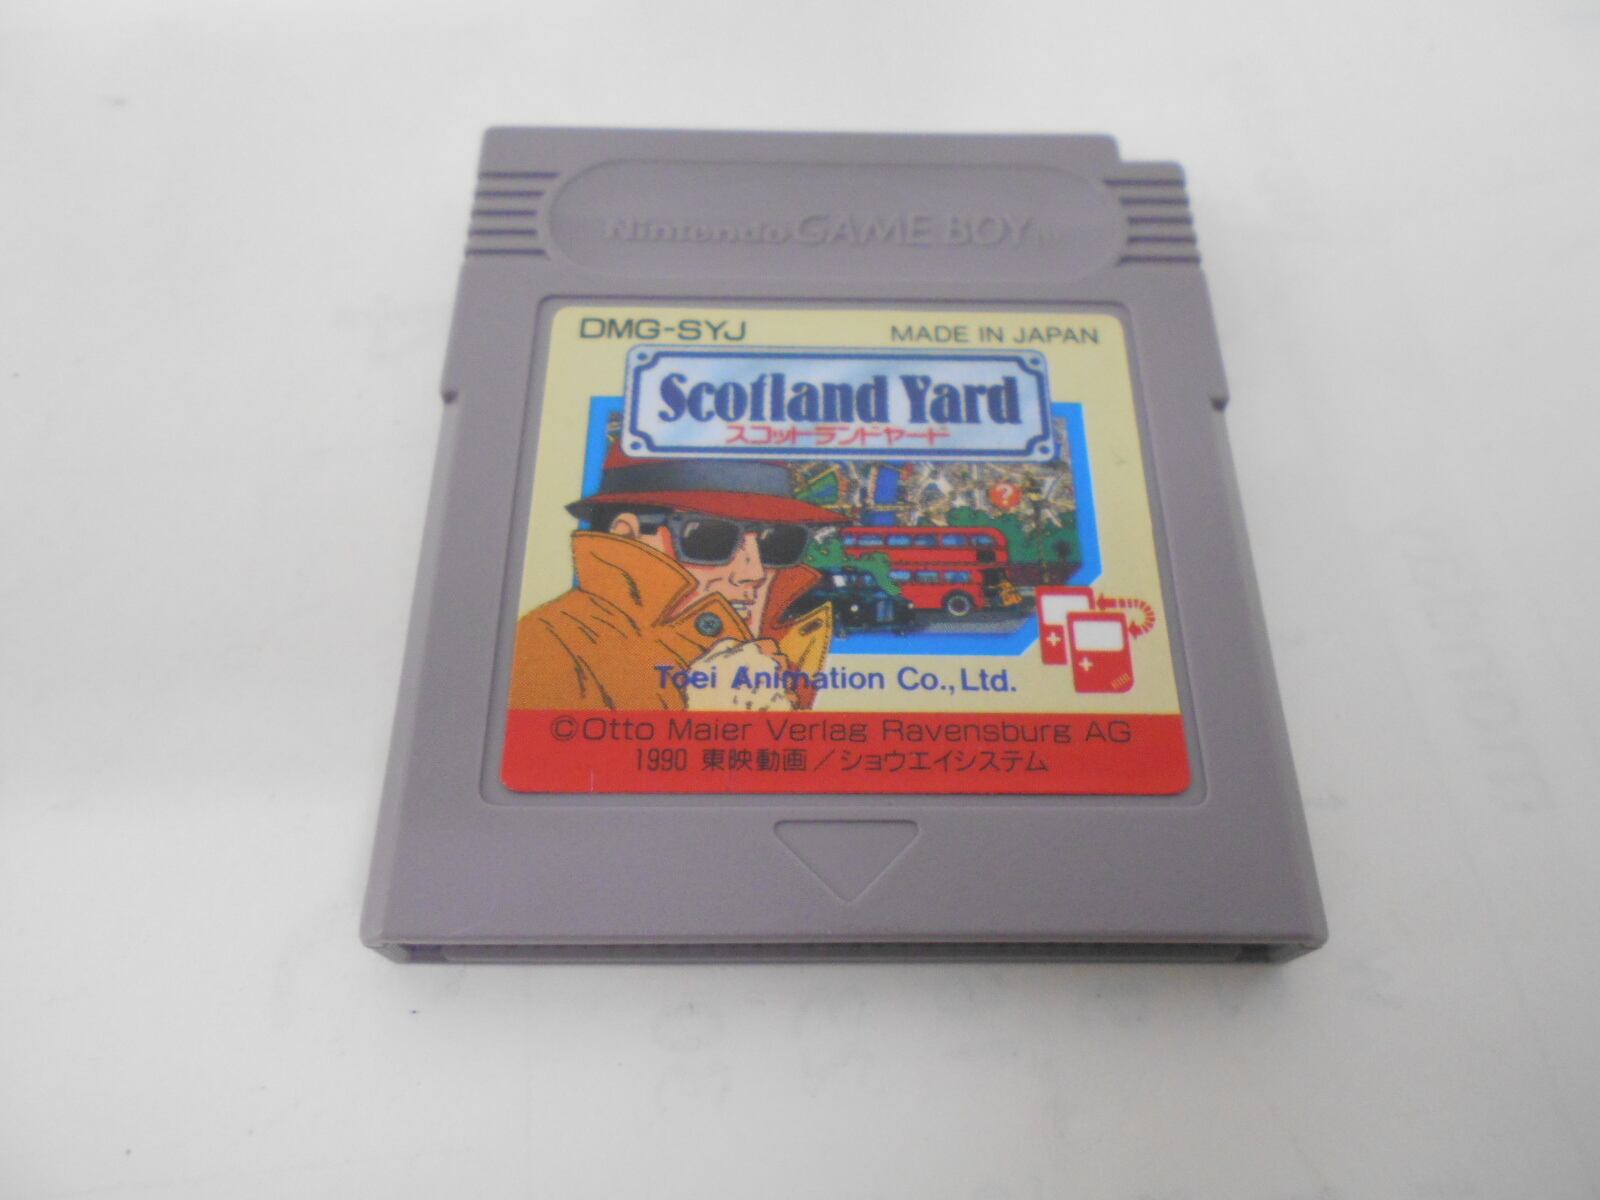 Nintendo GAME BOY
DMG-SYJ
MADE IN JAPAN
Scotland Yard
スコットランドヤード
?
Toei Animation Co., Ltd.
©Otto Maier Verlag Ravensburg AG
1990 東映動画/ショウエイシステム